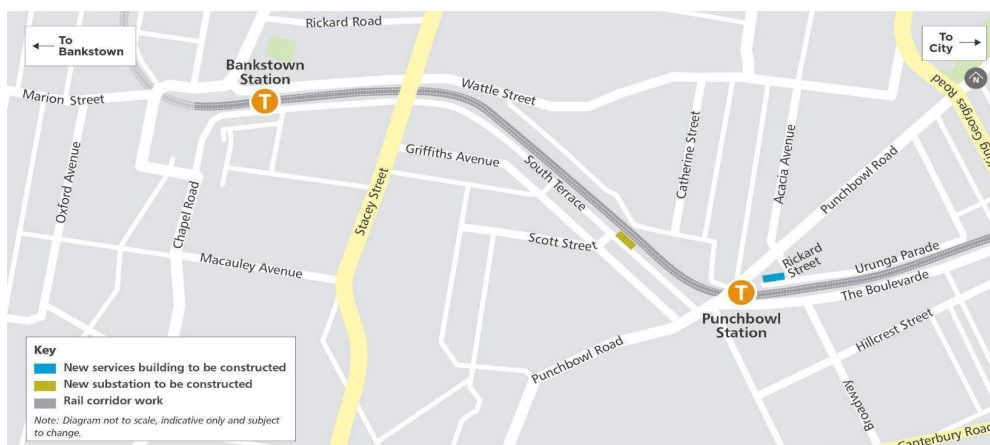 To
Bankstown
Rickard Road
To
City
N
King Georges Road
Bankstown
Station
T
Marion Street
Wattle Street
Griffiths Avenue
South Terrace
Catherine Street
Acacia Avenue
Punchbowl Road
Oxford Avenue
Chapel Road
Stacey Street
Scott Street
Macauley Avenue
Rickard
Street
Urunga Parade
The Boulevarde
T
Punchbowl
Station
Hillcrest Street
Punchbowl Road
Broadway
Canterbury Road
Key
New services building to be constructed
New substation to be constructed
Rail corridor work
Note: Diagram not to scale, indicative only and subject
to change.